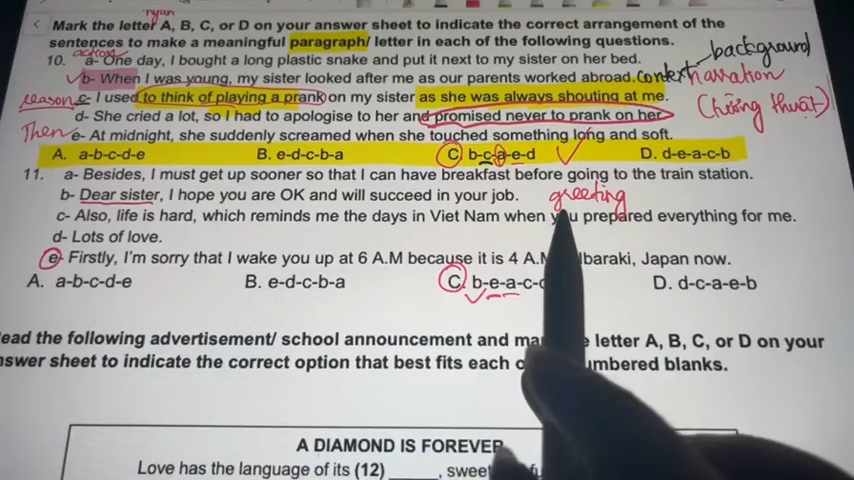 Mark the letter A, B, C, or D on your answer sheet to indicate the correct arrangement of the
sentences to make a meaningful paragraph/ letter in each of the following questions.
action
background
10. a- One day, I bought a long plastic snake and put it next to my sister on her bed.
b- When I was young, my sister looked after me as our parents worked abroad. context narration
reason c- I used to think of playing a prank on my sister as she was always shouting at me.
(tường thuật)
d- She cried a lot, so I had to apologise to her and promised never to prank on her.
Then e- At midnight, she suddenly screamed when she touched something long and soft.
A. a-b-c-d-e B. e-d-c-b-a C. b-c-a-e-d D. d-e-a-c-b
11. a- Besides, I must get up sooner so that I can have breakfast before going to the train station.
b- Dear sister, I hope you are OK and will succeed in your job. greeting
c- Also, life is hard, which reminds me the days in Viet Nam when you prepared everything for me.
d- Lots of love.
e- Firstly, I'm sorry that I wake you up at 6 A.M because it is 4 A.M Ibaraki, Japan now.
A. a-b-c-d-e B. e-d-c-b-a C. b-e-a-c- D. d-c-a-e-b
ead the following advertisement/ school announcement and letter A, B, C, or D on your
nswer sheet to indicate the correct option that best fits each umbered blanks.
A DIAMOND IS FOREVER
Love has the language of its (12) ____, sweet